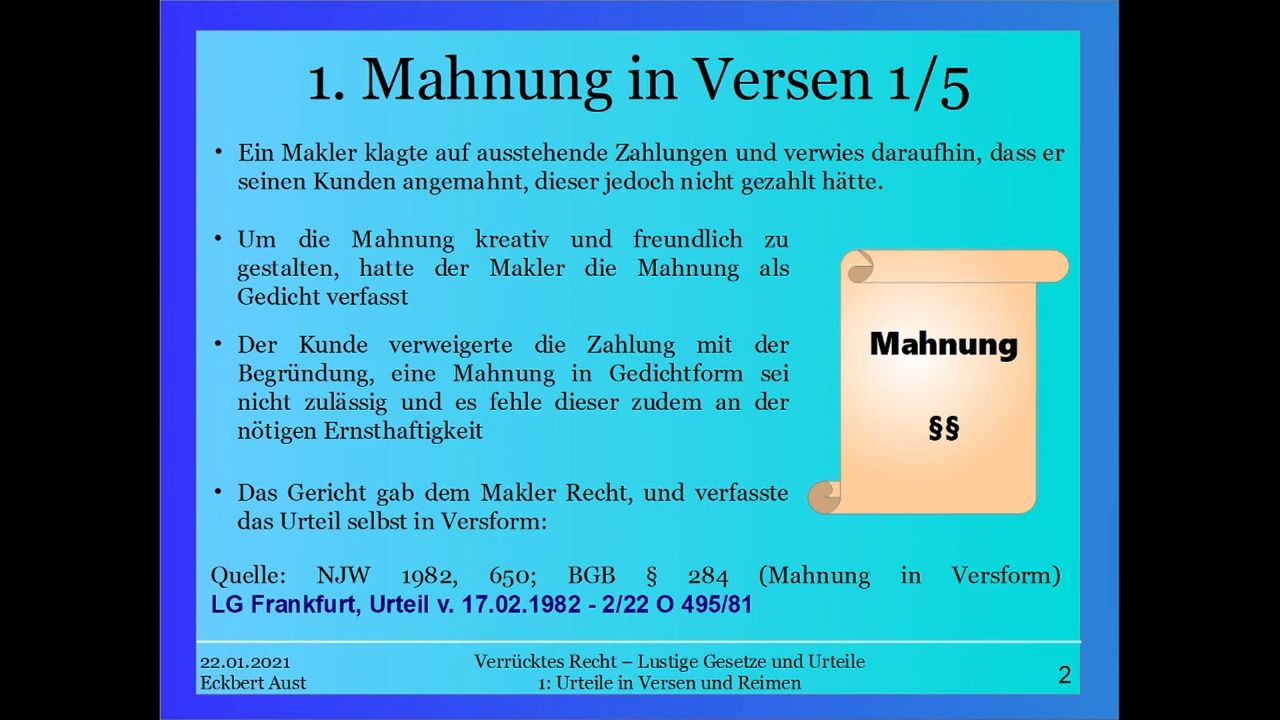 1. Mahnung in Versen 1/5
• Ein Makler klagte auf ausstehende Zahlungen und verwies daraufhin, dass er
seinen Kunden angemahnt, dieser jedoch nicht gezahlt hätte.
• Um die Mahnung kreativ und freundlich zu
gestalten, hatte der Makler die Mahnung als
Gedicht verfasst
• Der Kunde verweigerte die Zahlung mit der
Begründung, eine Mahnung in Gedichtform sei
nicht zulässig und es fehle dieser zudem an der
nötigen Ernsthaftigkeit
• Das Gericht gab dem Makler Recht, und verfasste
das Urteil selbst in Versform:
Mahnung
§§
Quelle: NJW 1982, 650; BGB § 284 (Mahnung in Versform)
LG Frankfurt, Urteil v. 17.02.1982 - 2/22 O 495/81
22.01.2021
Eckbert Aust
Verrücktes Recht – Lustige Gesetze und Urteile
1: Urteile in Versen und Reimen
2